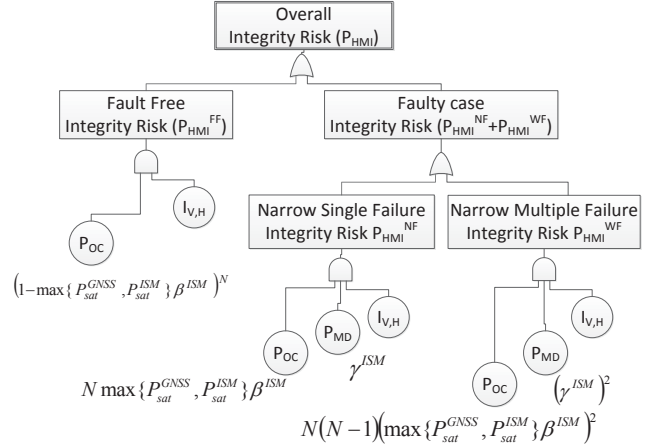 Overall
Integrity Risk (P_HMI)
Fault Free
Integrity Risk (P_HMI^FF)
Faulty case
Integrity Risk (P_HMI^NF+P_HMI^WF)
P_OC
I_V,H
(1−max{P_sat^GNSS,P_sat^ISM}β^ISM)^N
Narrow Single Failure
Integrity Risk P_HMI^NF
Narrow Multiple Failure
Integrity Risk P_HMI^WF
P_OC
P_MD
I_V,H
γ^ISM
N max{P_sat^GNSS,P_sat^ISM}β^ISM
P_OC
P_MD
I_V,H
(γ^ISM)^2
N(N−1)(max{P_sat^GNSS,P_sat^ISM}β^ISM)^2